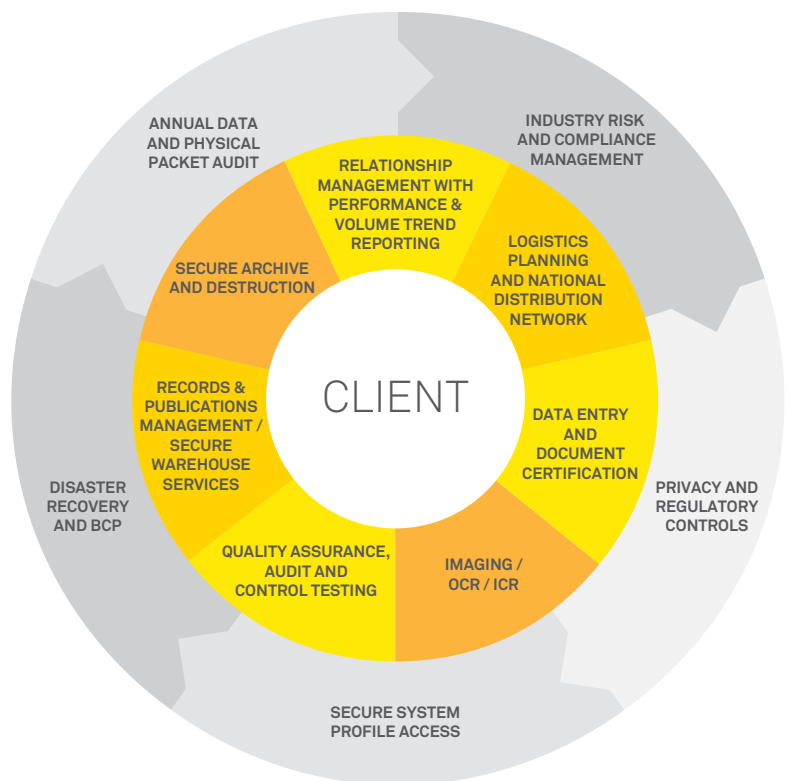 ANNUAL DATA
AND PHYSICAL
PACKET AUDIT
INDUSTRY RISK
AND COMPLIANCE
MANAGEMENT
RELATIONSHIP
MANAGEMENT WITH
PERFORMANCE &
VOLUME TREND
REPORTING
LOGISTICS
PLANNING
AND NATIONAL
DISTRIBUTION
NETWORK
SECURE ARCHIVE
AND DESTRUCTION
CLIENT
RECORDS &
PUBLICATIONS
MANAGEMENT /
SECURE
WAREHOUSE
SERVICES
DATA ENTRY
AND
DOCUMENT
CERTIFICATION
DISASTER
RECOVERY
AND BCP
PRIVACY AND
REGULATORY
CONTROLS
QUALITY ASSURANCE,
AUDIT AND
CONTROL TESTING
IMAGING /
OCR / ICR
SECURE SYSTEM
PROFILE ACCESS